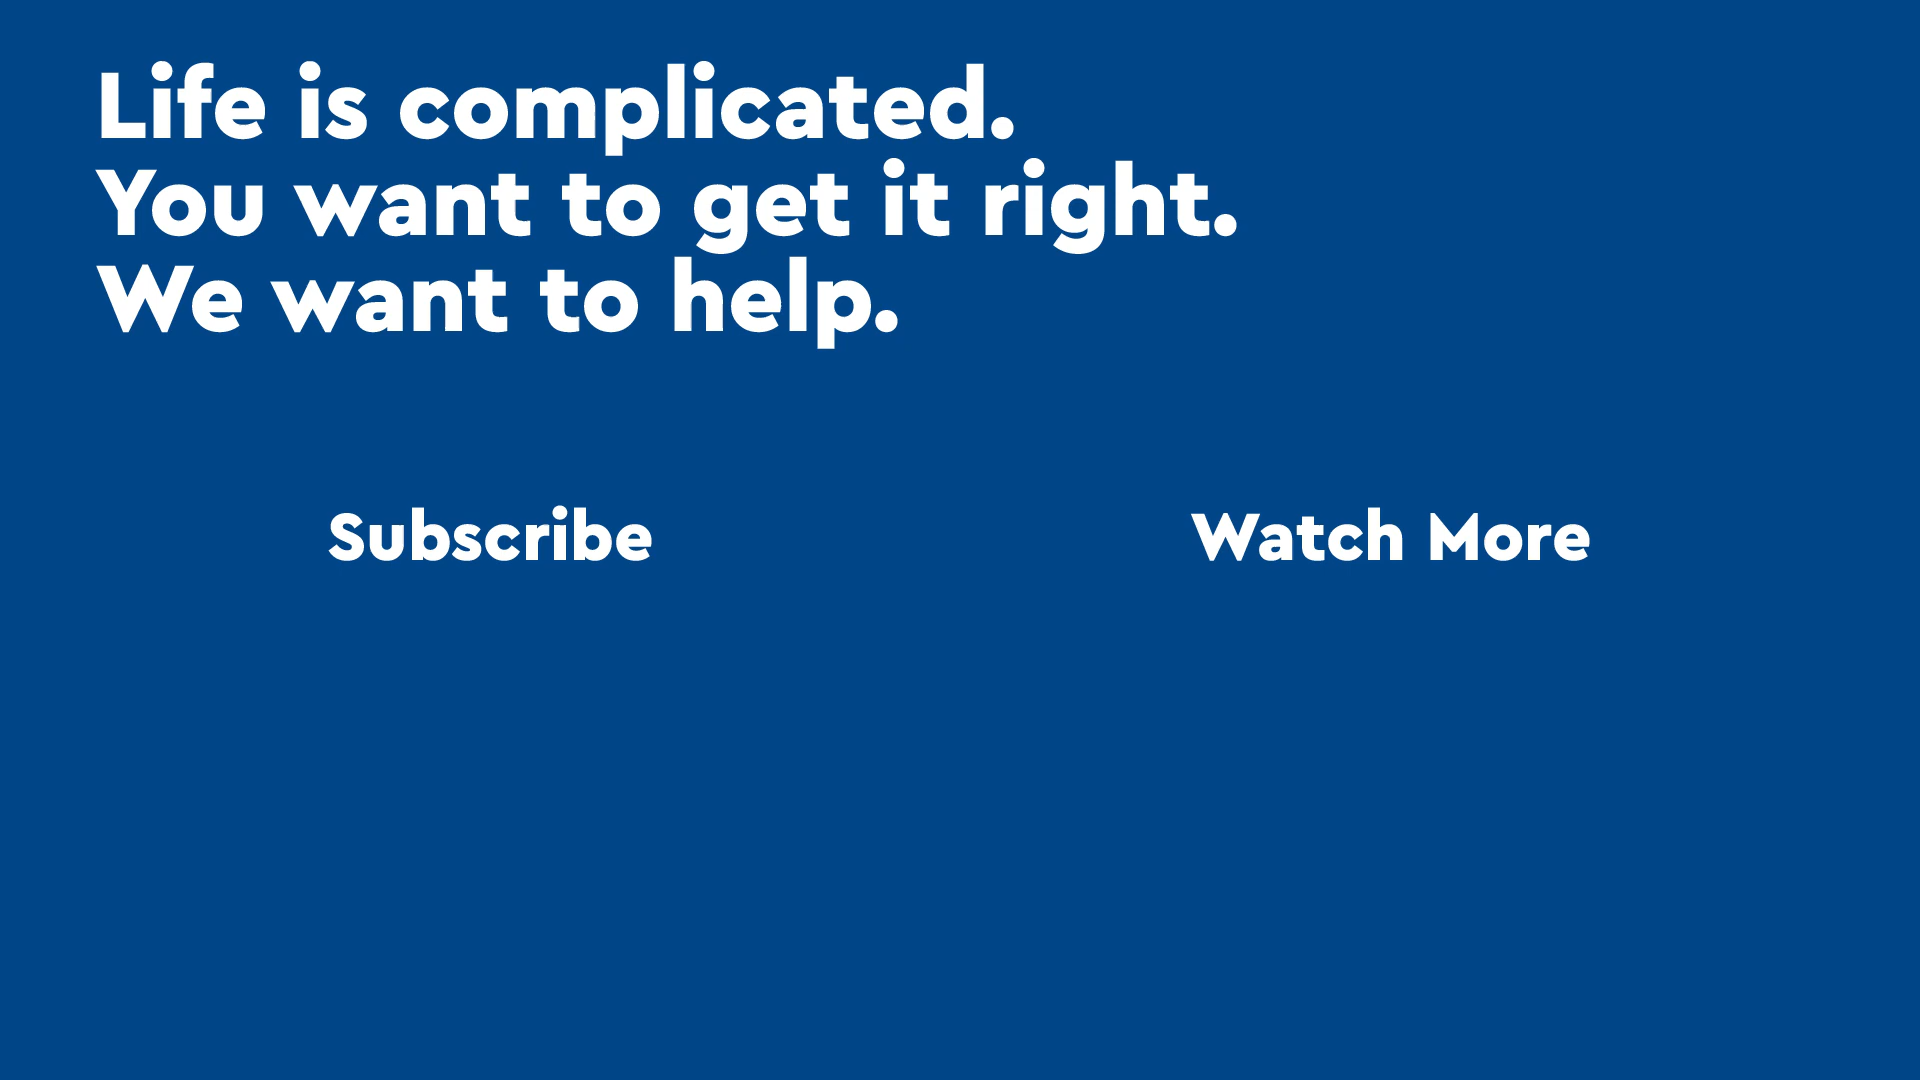 Life is complicated.
You want to get it right.
We want to help.
Subscribe
Watch More